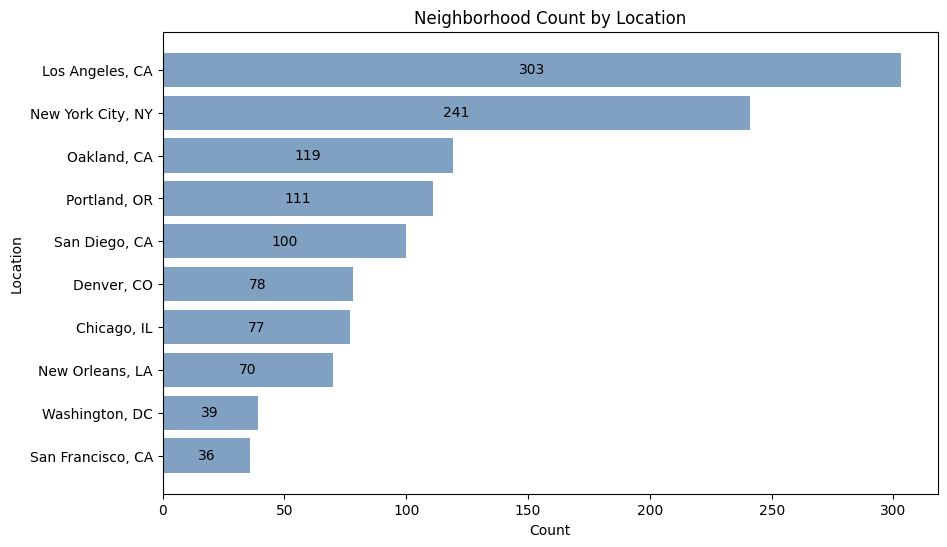 Neighborhood Count by Location
Los Angeles, CA 303
New York City, NY 241
Oakland, CA 119
Portland, OR 111
San Diego, CA 100
Denver, CO 78
Chicago, IL 77
New Orleans, LA 70
Washington, DC 39
San Francisco, CA 36
Location
0 50 100 150 200 250 300
Count